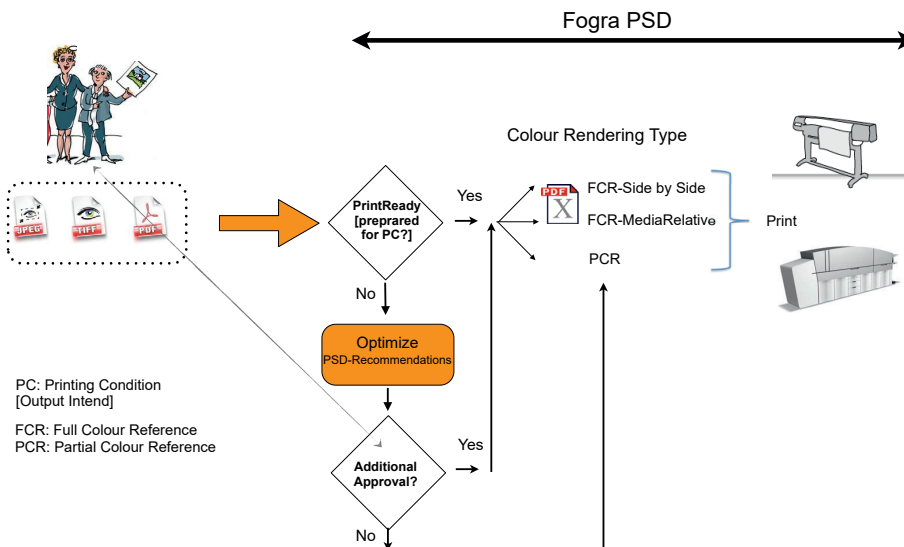 Fogra PSD
Colour Rendering Type
PrintReady
[preprared
for PC?]
Yes
PDF
X
FCR-Side by Side
FCR-MediaRelative
PCR
Print
JPEG
TIFF
PDF
No
Optimize
PSD-Recommendations
PC: Printing Condition
[Output Intend]
FCR: Full Colour Reference
PCR: Partial Colour Reference
Additional
Approval?
Yes
No